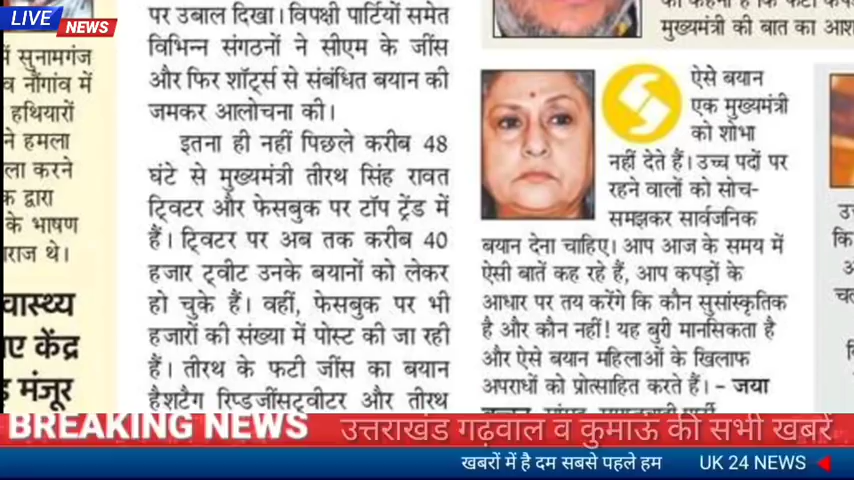 LIVE
NEWS
में सुनामगंज
व नौगांव में
हथियारों
ने हमला
ला करने
क द्वारा
के भाषण
राज थे।
वास्थ्य
ए केंद्र
मंजूर
पर उबाल दिखा। विपक्षी पार्टियों समेत
विभिन्न संगठनों ने सीएम के जींस
और फिर शॉर्ट्स से संबंधित बयान की
जमकर आलोचना की।
इतना ही नहीं पिछले करीब 48
घंटे से मुख्यमंत्री तीरथ सिंह रावत
ट्विटर और फेसबुक पर टॉप ट्रेंड में
हैं। ट्विटर पर अब तक करीब 40
हजार ट्वीट उनके बयानों को लेकर
हो चुके हैं। वहीं, फेसबुक पर भी
हजारों की संख्या में पोस्ट की जा रही
हैं। तीरथ के फटी जींस का बयान
हैशटैग रिप्डजींसट्वीटर और तीरथ
मुख्यमंत्री की बात का आश
ऐसे बयान
एक मुख्यमंत्री
को शोभा
नहीं देते हैं। उच्च पदों पर
रहने वालों को सोच-
समझकर सार्वजनिक
बयान देना चाहिए। आप आज के समय में
ऐसी बातें कह रहे हैं, आप कपड़ों के
आधार पर तय करेंगे कि कौन सुसांस्कृतिक
है और कौन नहीं! यह बुरी मानसिकता है
और ऐसे बयान महिलाओं के खिलाफ
अपराधों को प्रोत्साहित करते हैं। - जया
BREAKING NEWS
उत्तराखंड गढ़वाल व कुमाऊ की सभी खबरें
खबरों में है दम सबसे पहले हम
UK 24 NEWS